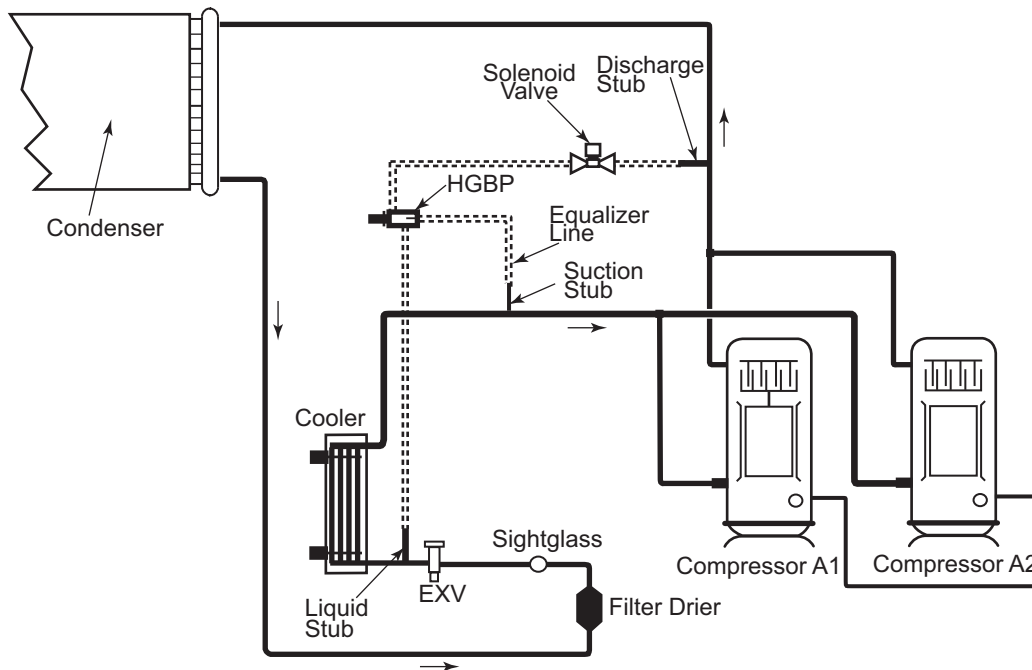 Solenoid
Valve
Discharge
Stub
Condenser
HGBP
Equalizer
Line
Suction
Stub
Cooler
Sightglass
Liquid
Stub
EXV
Filter Drier
Compressor A1
Compressor A2